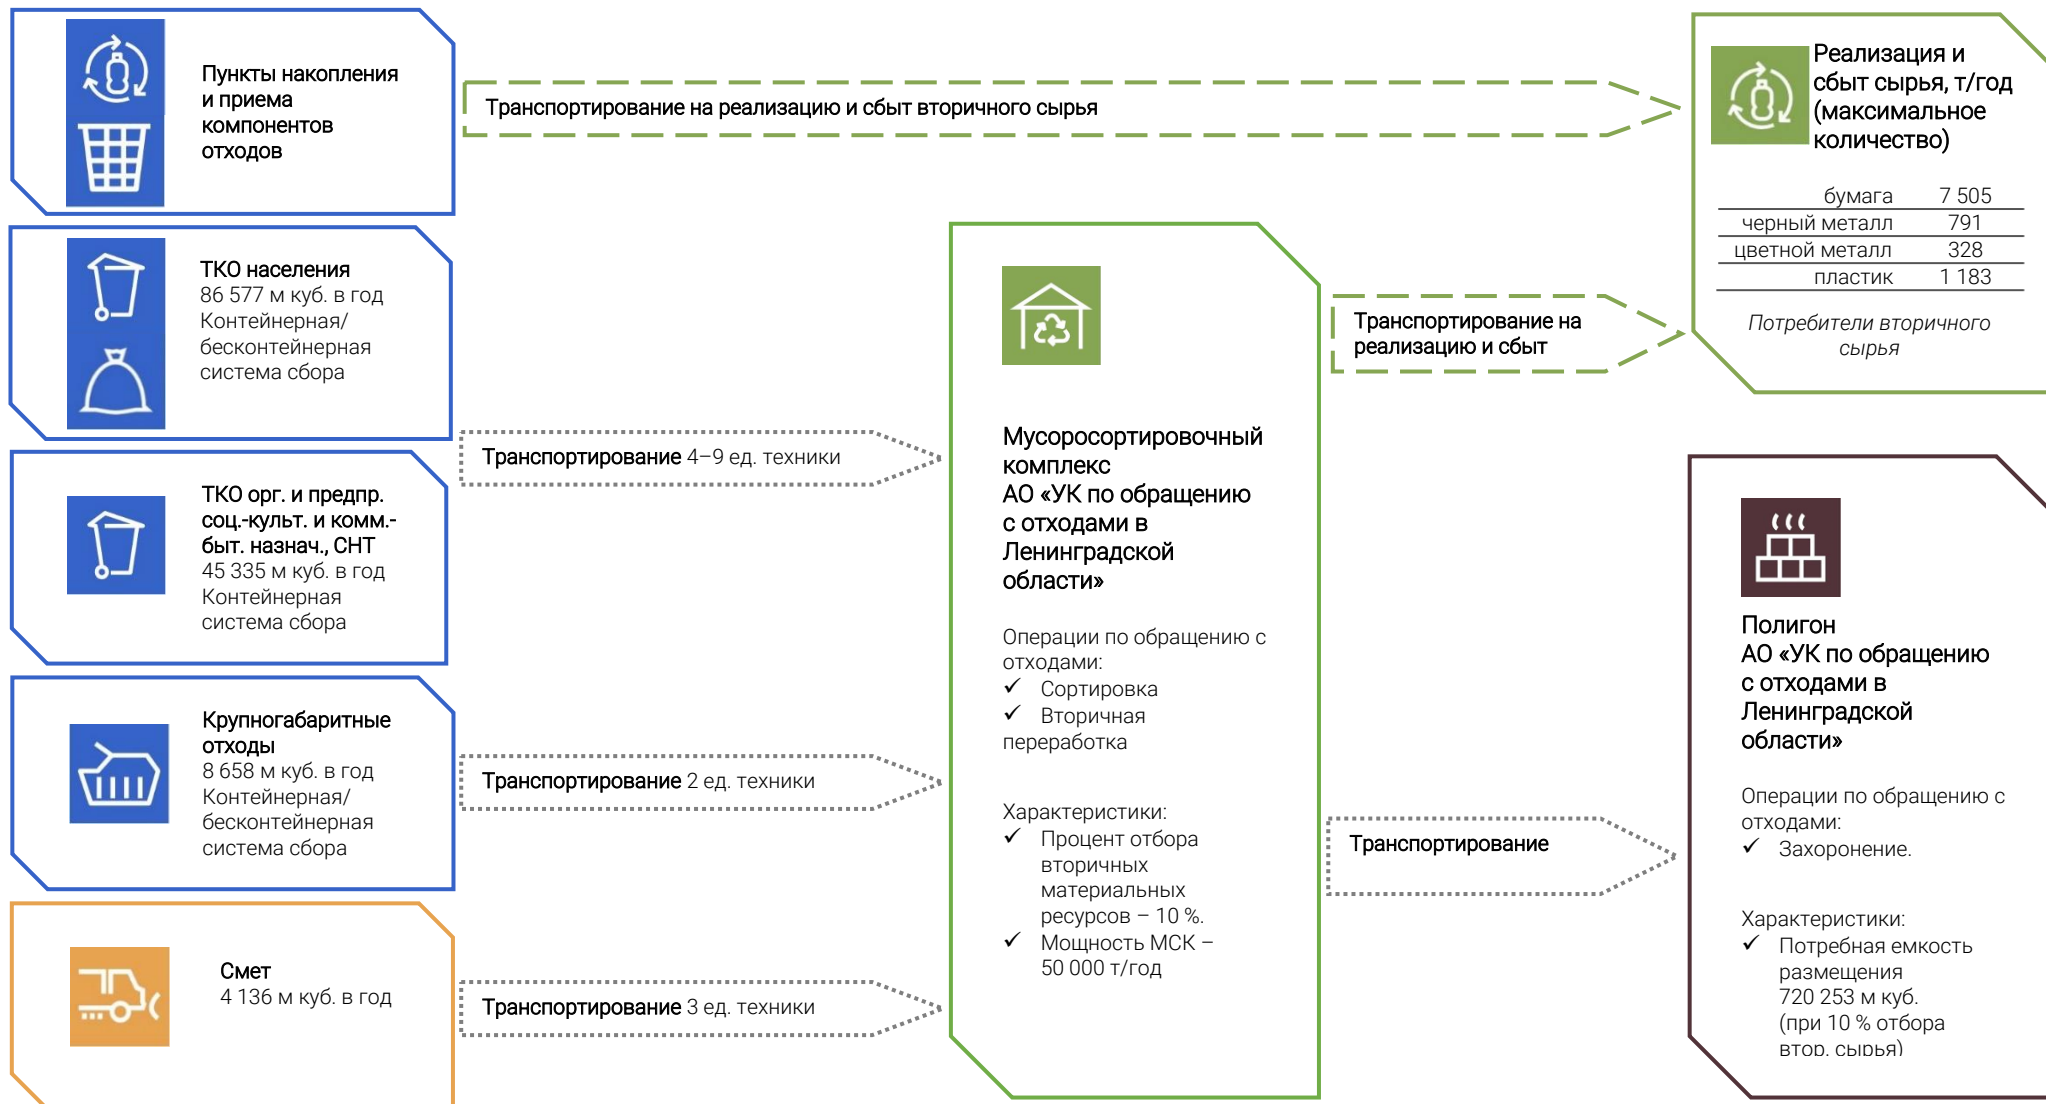 Пункты накопления
и приема
компонентов
отходов
Транспортирование на реализацию и сбыт вторичного сырья
Реализация и
сбыт сырья, т/год
(максимальное
количество)
бумага 7 505
черный металл 791
цветной металл 328
пластик 1 183
Потребители вторичного
сырья
ТКО населения
86 577 м куб. в год
Контейнерная/
бесконтейнерная
система сбора
ТКО орг. и предпр.
соц.-культ. и комм.-
быт. назнач., СНТ
45 335 м куб. в год
Контейнерная
система сбора
Транспортирование 4–9 ед. техники
Крупногабаритные
отходы
8 658 м куб. в год
Контейнерная/
бесконтейнерная
система сбора
Транспортирование 2 ед. техники
Смет
4 136 м куб. в год
Транспортирование 3 ед. техники
Мусоросортировочный
комплекс
АО «УК по обращению
с отходами в
Ленинградской
области»
Операции по обращению с
отходами:
✓ Сортировка
✓ Вторичная
переработка
Характеристики:
✓ Процент отбора
вторичных
материальных
ресурсов – 10 %.
✓ Мощность МСК –
50 000 т/год
Транспортирование на
реализацию и сбыт
Транспортирование
Полигон
АО «УК по обращению
с отходами в
Ленинградской
области»
Операции по обращению с
отходами:
✓ Захоронение.
Характеристики:
✓ Потребная емкость
размещения
720 253 м куб.
(при 10 % отбора
втор. сырья)